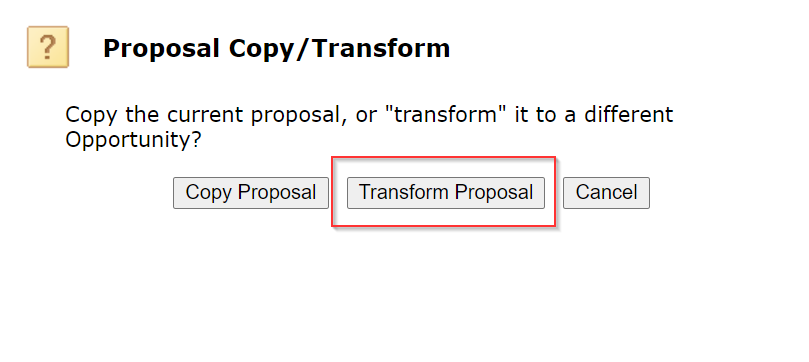 ?
Proposal Copy/Transform
Copy the current proposal, or "transform" it to a different
Opportunity?
Copy Proposal Transform Proposal Cancel